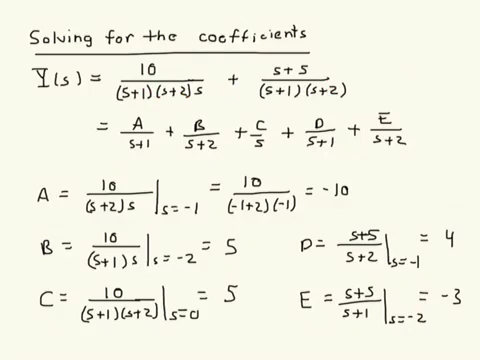 Solving for the coefficients
Y(s) = 10/((s+1)(s+2)s) + (s+5)/((s+1)(s+2))
= A/(s+1) + B/(s+2) + C/s + D/(s+1) + E/(s+2)
A = 10/((s+2)s) |s=-1 = 10/((-1+2)(-1)) = -10
B = 10/((s+1)s) |s=-2 = 5
D = (s+5)/(s+2) |s=-1 = 4
C = 10/((s+1)(s+2)) |s=0 = 5
E = (s+5)/(s+1) |s=-2 = -3